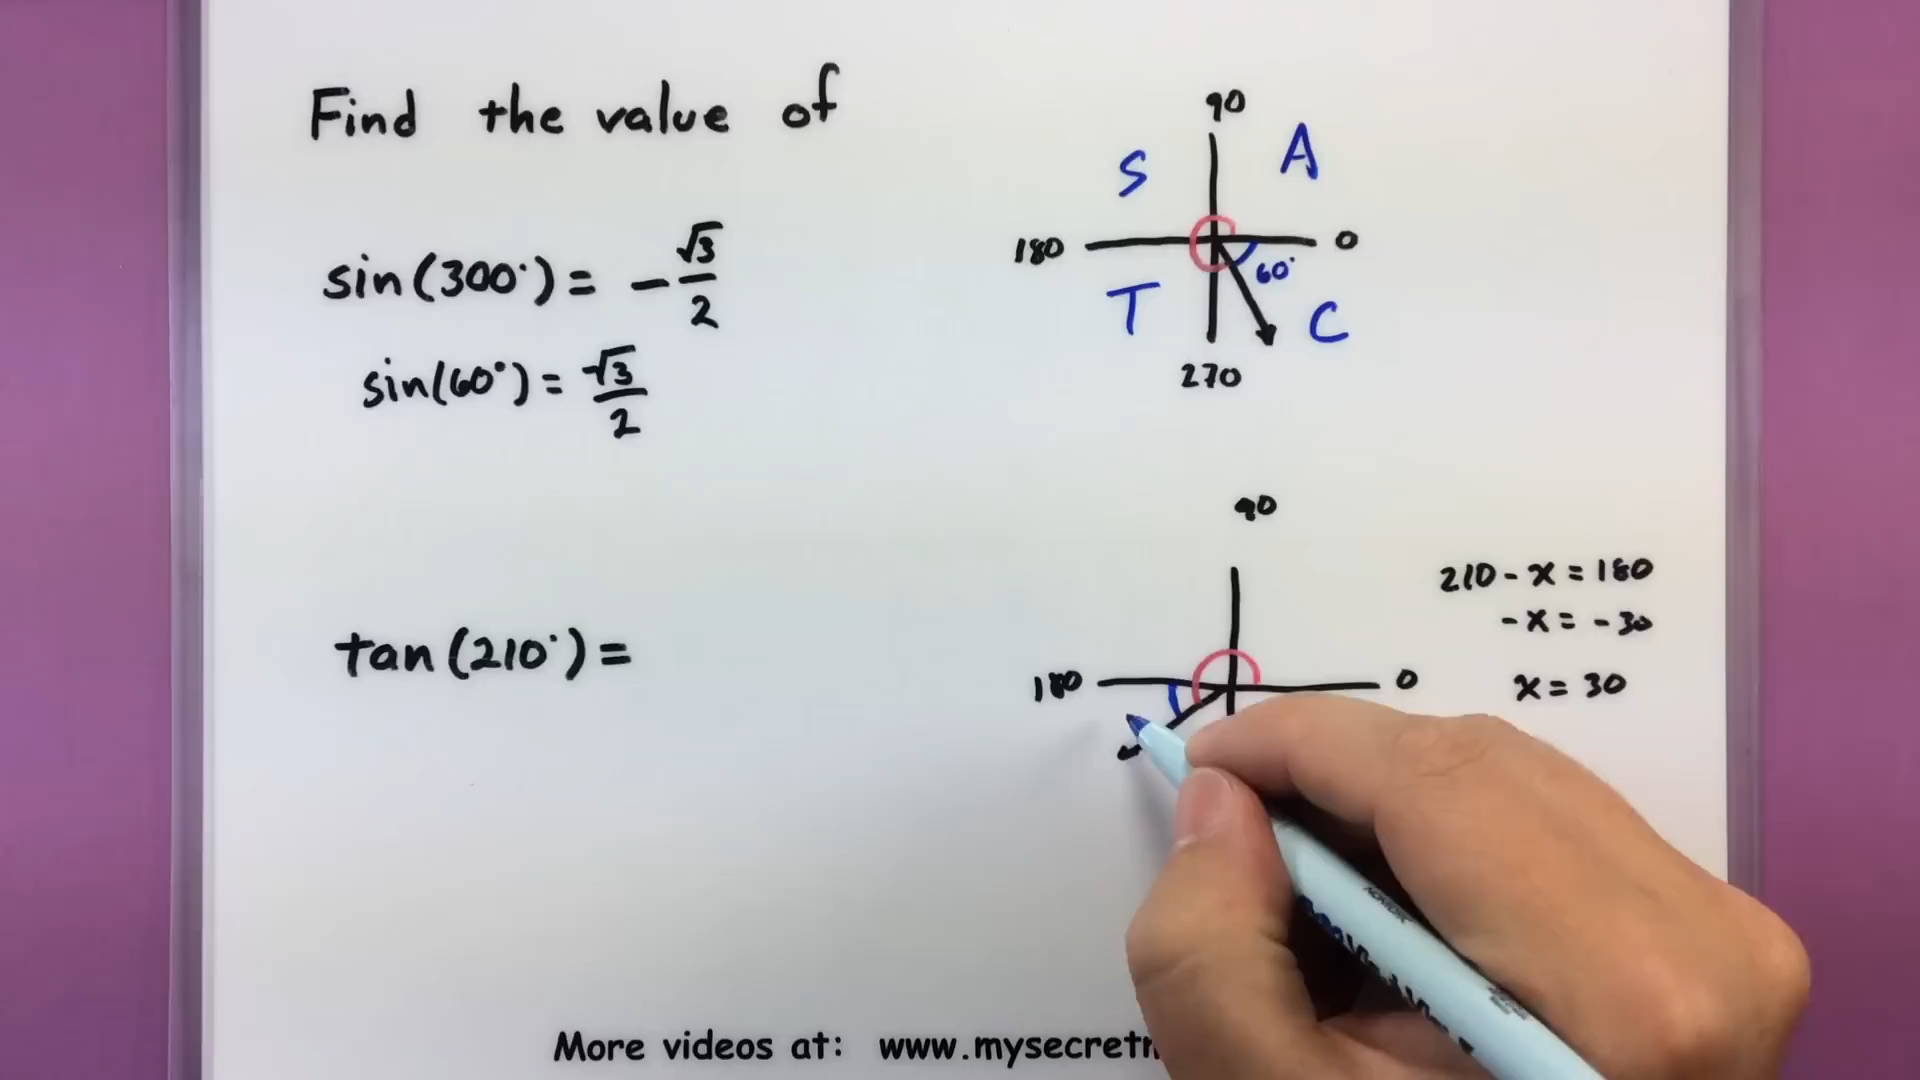 Find the value of
sin(300°) = -√3/2
sin(60°) = √3/2
90
S
A
180
0
60°
T
C
270
tan(210°) =
90
180
0
210 - x = 180
-x = -30
x = 30
More videos at: www.mysecretm